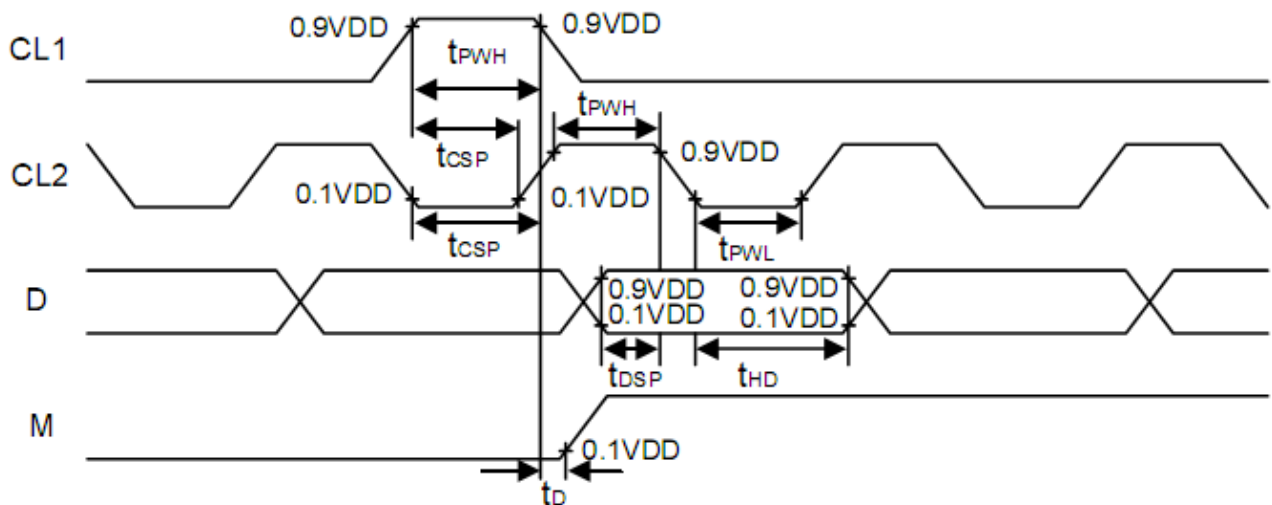 CL1
0.9VDD
0.9VDD
tPWH
tPWH
tCSP
CL2
0.9VDD
0.1VDD
0.1VDD
tCSP
tPWL
D
0.9VDD
0.9VDD
0.1VDD
0.1VDD
tDSP
tHD
M
0.1VDD
tD